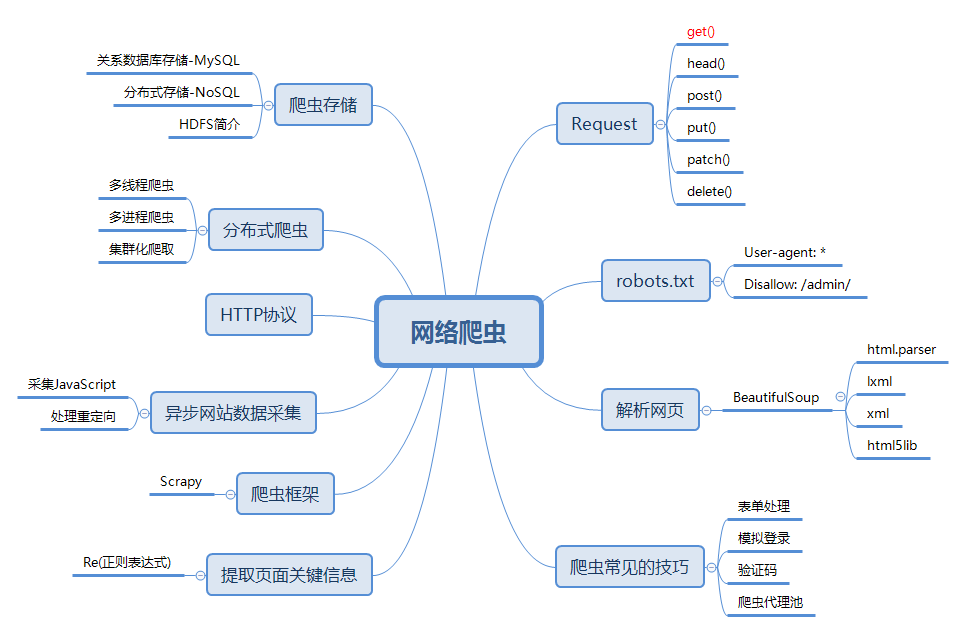 网络爬虫
Request
get()
head()
post()
put()
patch()
delete()
robots.txt
User-agent: *
Disallow: /admin/
解析网页
BeautifulSoup
html.parser
lxml
xml
html5lib
爬虫常见的技巧
表单处理
模拟登录
验证码
爬虫代理池
爬虫存储
关系数据库存储-MySQL
分布式存储-NoSQL
HDFS简介
分布式爬虫
多线程爬虫
多进程爬虫
集群化爬取
HTTP协议
异步网站数据采集
采集JavaScript
处理重定向
爬虫框架
Scrapy
提取页面关键信息
Re(正则表达式)